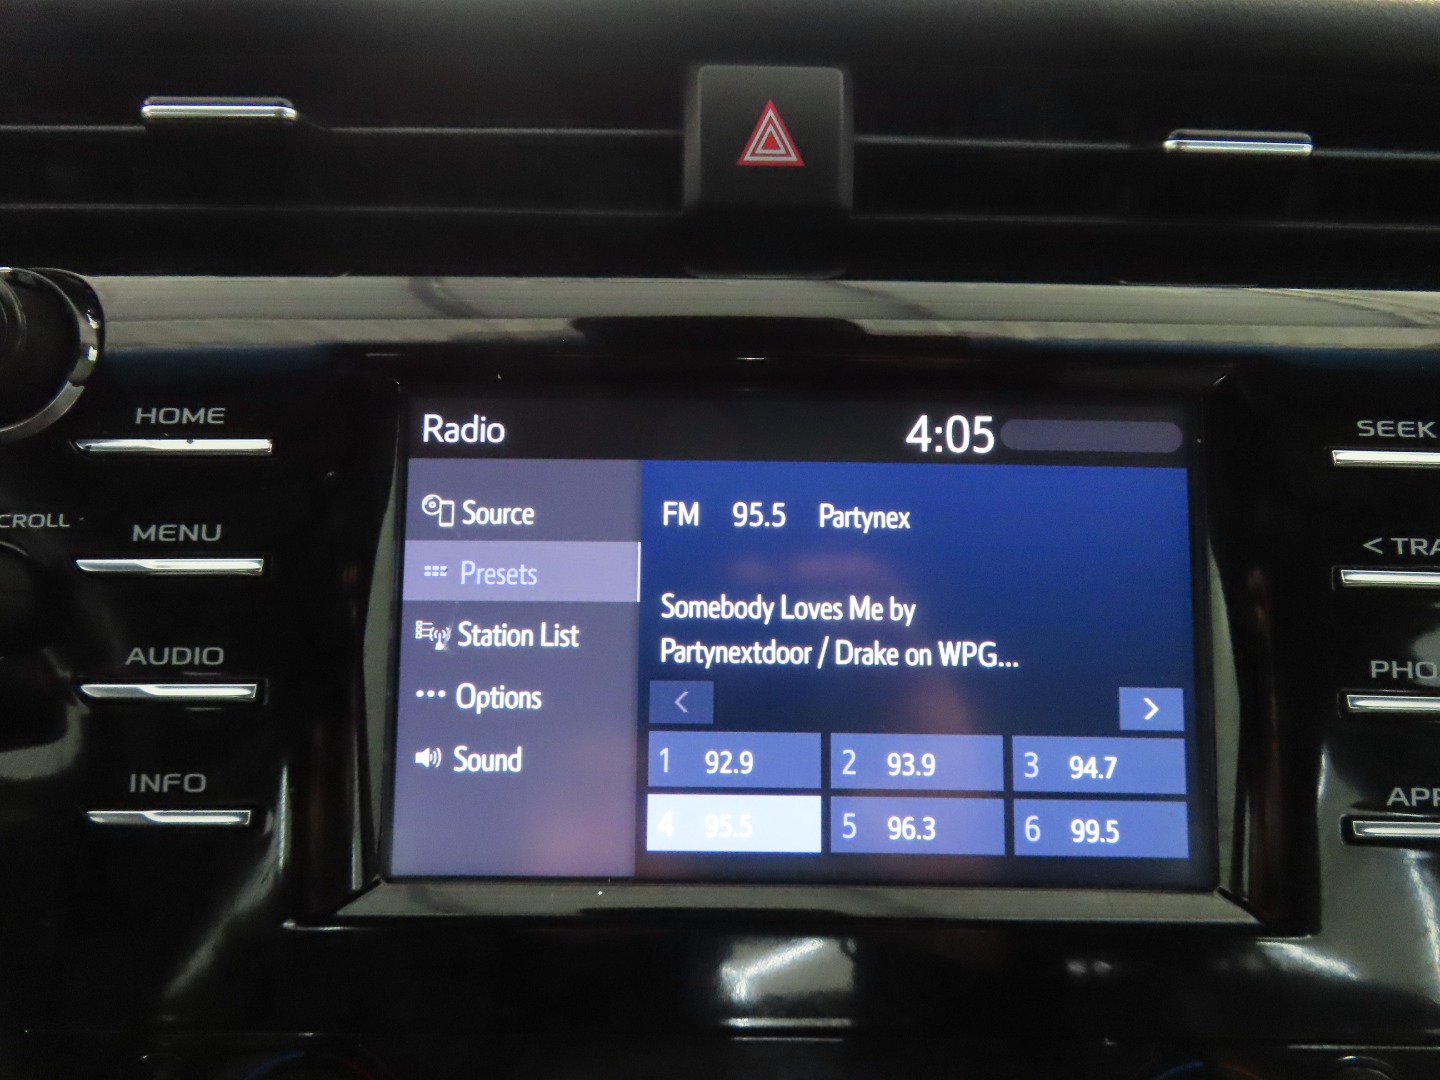 HOME
CROLL
MENU
AUDIO
INFO
Radio
4:05
Source
Presets
Station List
Options
Sound
FM 95.5 Partynex
Somebody Loves Me by
Partynextdoor / Drake on WPG...
<
>
1 92.9
2 93.9
3 94.7
4 95.5
5 96.3
6 99.5
SEEK
< TRA
PHO
APP